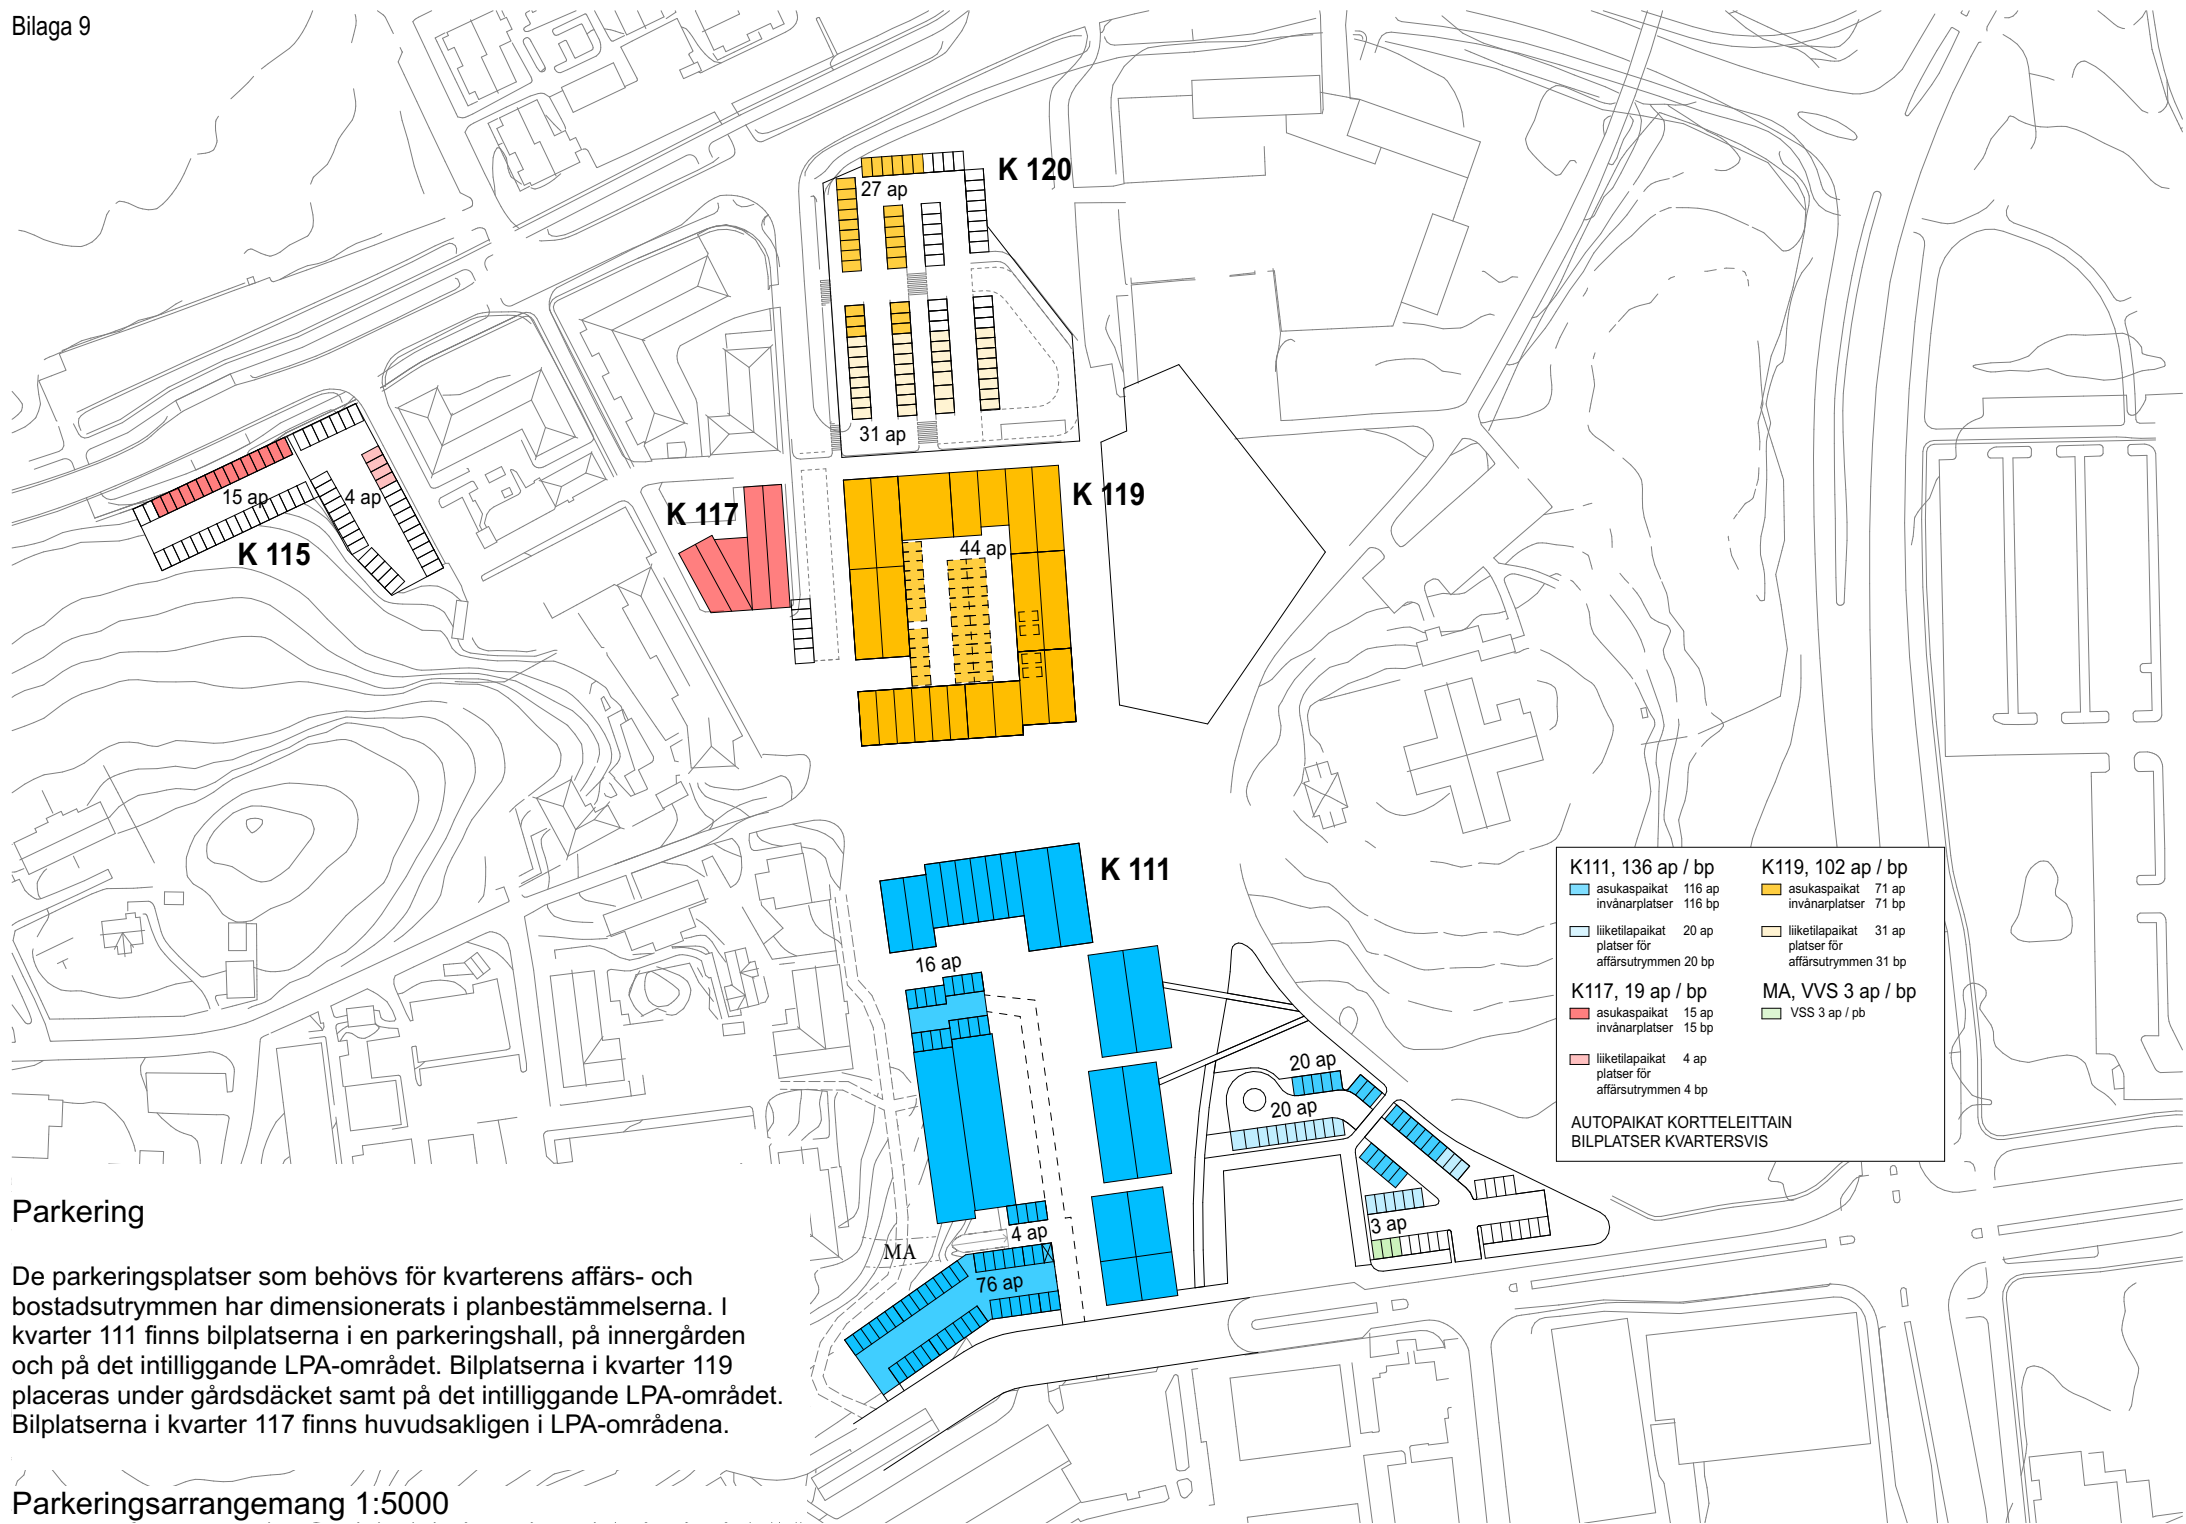 Bilaga 9
K 120
27 ap
31 ap
15 ap
4 ap
K 115
K 117
K 119
44 ap
K 111
16 ap
20 ap
20 ap
3 ap
4 ap
MA
76 ap
K111, 136 ap / bp
asukaspaikat 116 ap
invånarplatser 116 bp
liiketilapaikat 20 ap
platser för
affärsutrymmen 20 bp
K117, 19 ap / bp
asukaspaikat 15 ap
invånarplatser 15 bp
liiketilapaikat 4 ap
platser för
affärsutrymmen 4 bp
K119, 102 ap / bp
asukaspaikat 71 ap
invånarplatser 71 bp
liiketilapaikat 31 ap
platser för
affärsutrymmen 31 bp
MA, VVS 3 ap / bp
VSS 3 ap / pb
AUTOPAIKAT KORTTELEITTAIN
BILPLATSER KVARTERSVIS
Parkering
De parkeringsplatser som behövs för kvarterens affärs- och
bostadsutrymmen har dimensionerats i planbestämmelserna. I
kvarter 111 finns bilplatserna i en parkeringshall, på innergården
och på det intilliggande LPA-området. Bilplatserna i kvarter 119
placeras under gårdsdäcket samt på det intilliggande LPA-området.
Bilplatserna i kvarter 117 finns huvudsakligen i LPA-områdena.
Parkeringsarrangemang 1:5000